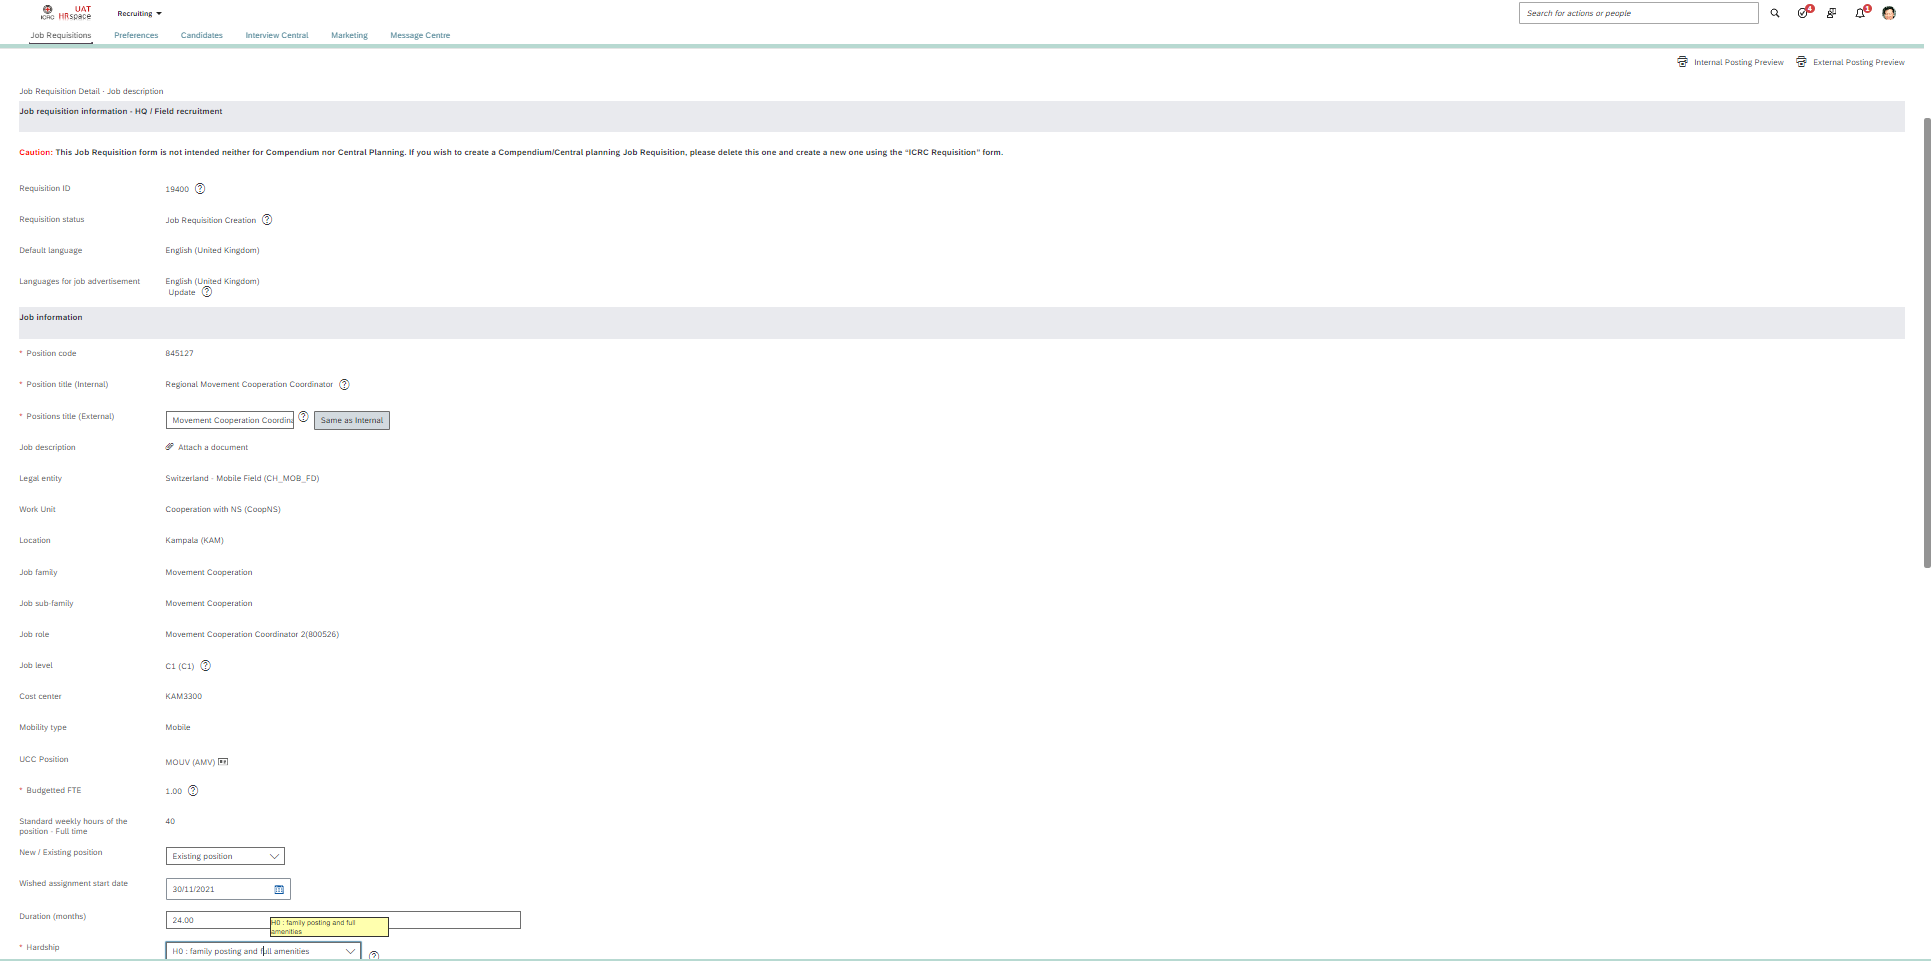 UAT
ICRC HRspace
Recruiting
Search for actions or people
4
1
Job Requisitions
Preferences
Candidates
Interview Central
Marketing
Message Centre
Internal Posting Preview
External Posting Preview
Job Requisition Detail - Job description
Job requisition information - HQ / Field recruitment
Caution: This Job Requisition form is not intended neither for Compendium nor Central Planning. If you wish to create a Compendium/Central planning Job Requisition, please delete this one and create a new one using the “ICRC Requisition” form.
Requisition ID 19400 ?
Requisition status Job Requisition Creation ?
Default language English (United Kingdom)
Languages for job advertisement English (United Kingdom)
Update ?
Job information
* Position code 845127
* Position title (Internal) Regional Movement Cooperation Coordinator ?
* Positions title (External) Movement Cooperation Coordina ? Same as Internal
Job description Attach a document
Legal entity Switzerland - Mobile Field (CH_MOB_FD)
Work Unit Cooperation with NS (CoopNS)
Location Kampala (KAM)
Job family Movement Cooperation
Job sub-family Movement Cooperation
Job role Movement Cooperation Coordinator 2(800526)
Job level C1 (C1) ?
Cost center KAM3300
Mobility type Mobile
UCC Position MOUV (AMV)
* Budgetted FTE 1.00 ?
Standard weekly hours of the 40
position - Full time
New / Existing position Existing position
Wished assignment start date 30/11/2021
Duration (months) 24.00
H0 : family posting and full
amenities
* Hardship H0 : family posting and full amenities ?